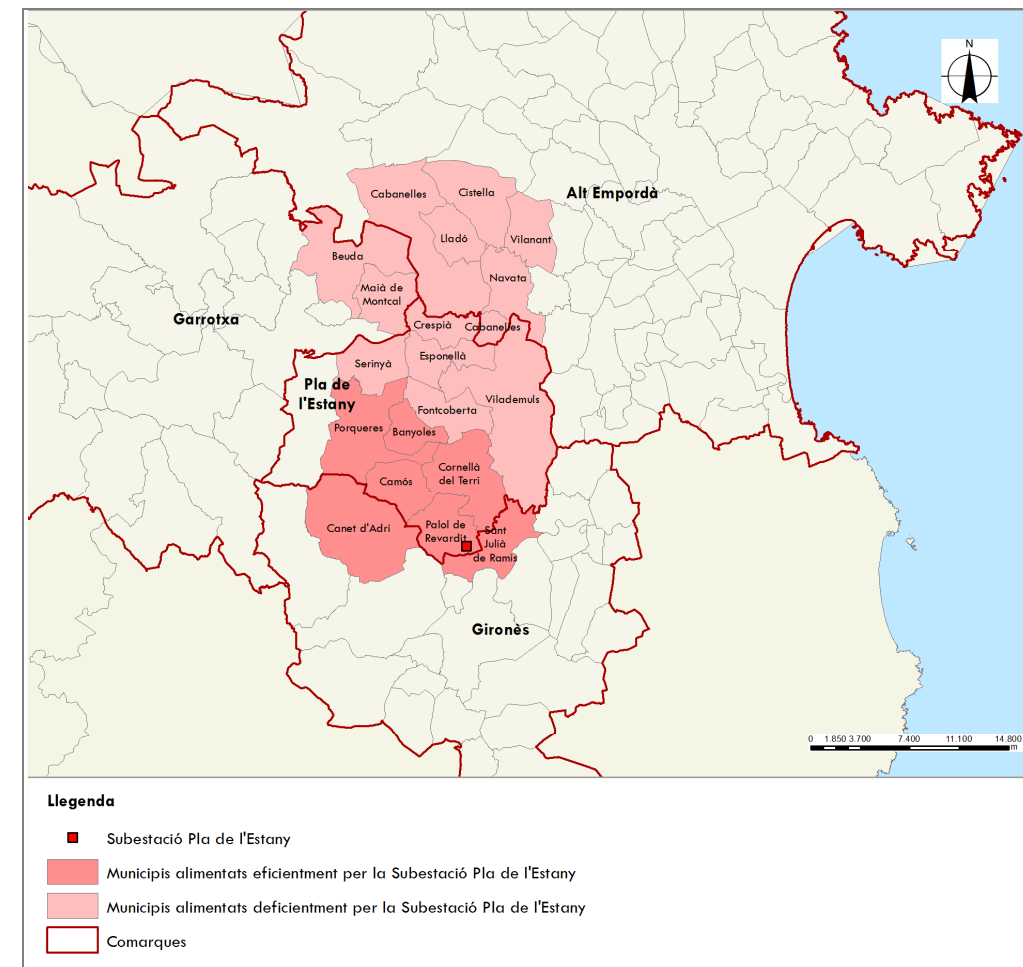 N
Cabanelles
Cistella
Alt Empordà
Lladó
Vilanant
Beuda
Navata
Maià de
Montcal
Garrotxa
Crespià
Cabanelles
Esponellà
Serinyà
Pla de
l'Estany
Vilademuls
Fontcoberta
Porqueres
Banyoles
Cornellà
del Terri
Camós
Canet d'Adri
Palol de
Revardit
Sant
Julià
de Ramis
Gironès
0 1.850 3.700 7.400 11.100 14.800
m
Llegenda
Subestació Pla de l'Estany
Municipis alimentats eficientment per la Subestació Pla de l'Estany
Municipis alimentats deficientment per la Subestació Pla de l'Estany
Comarques